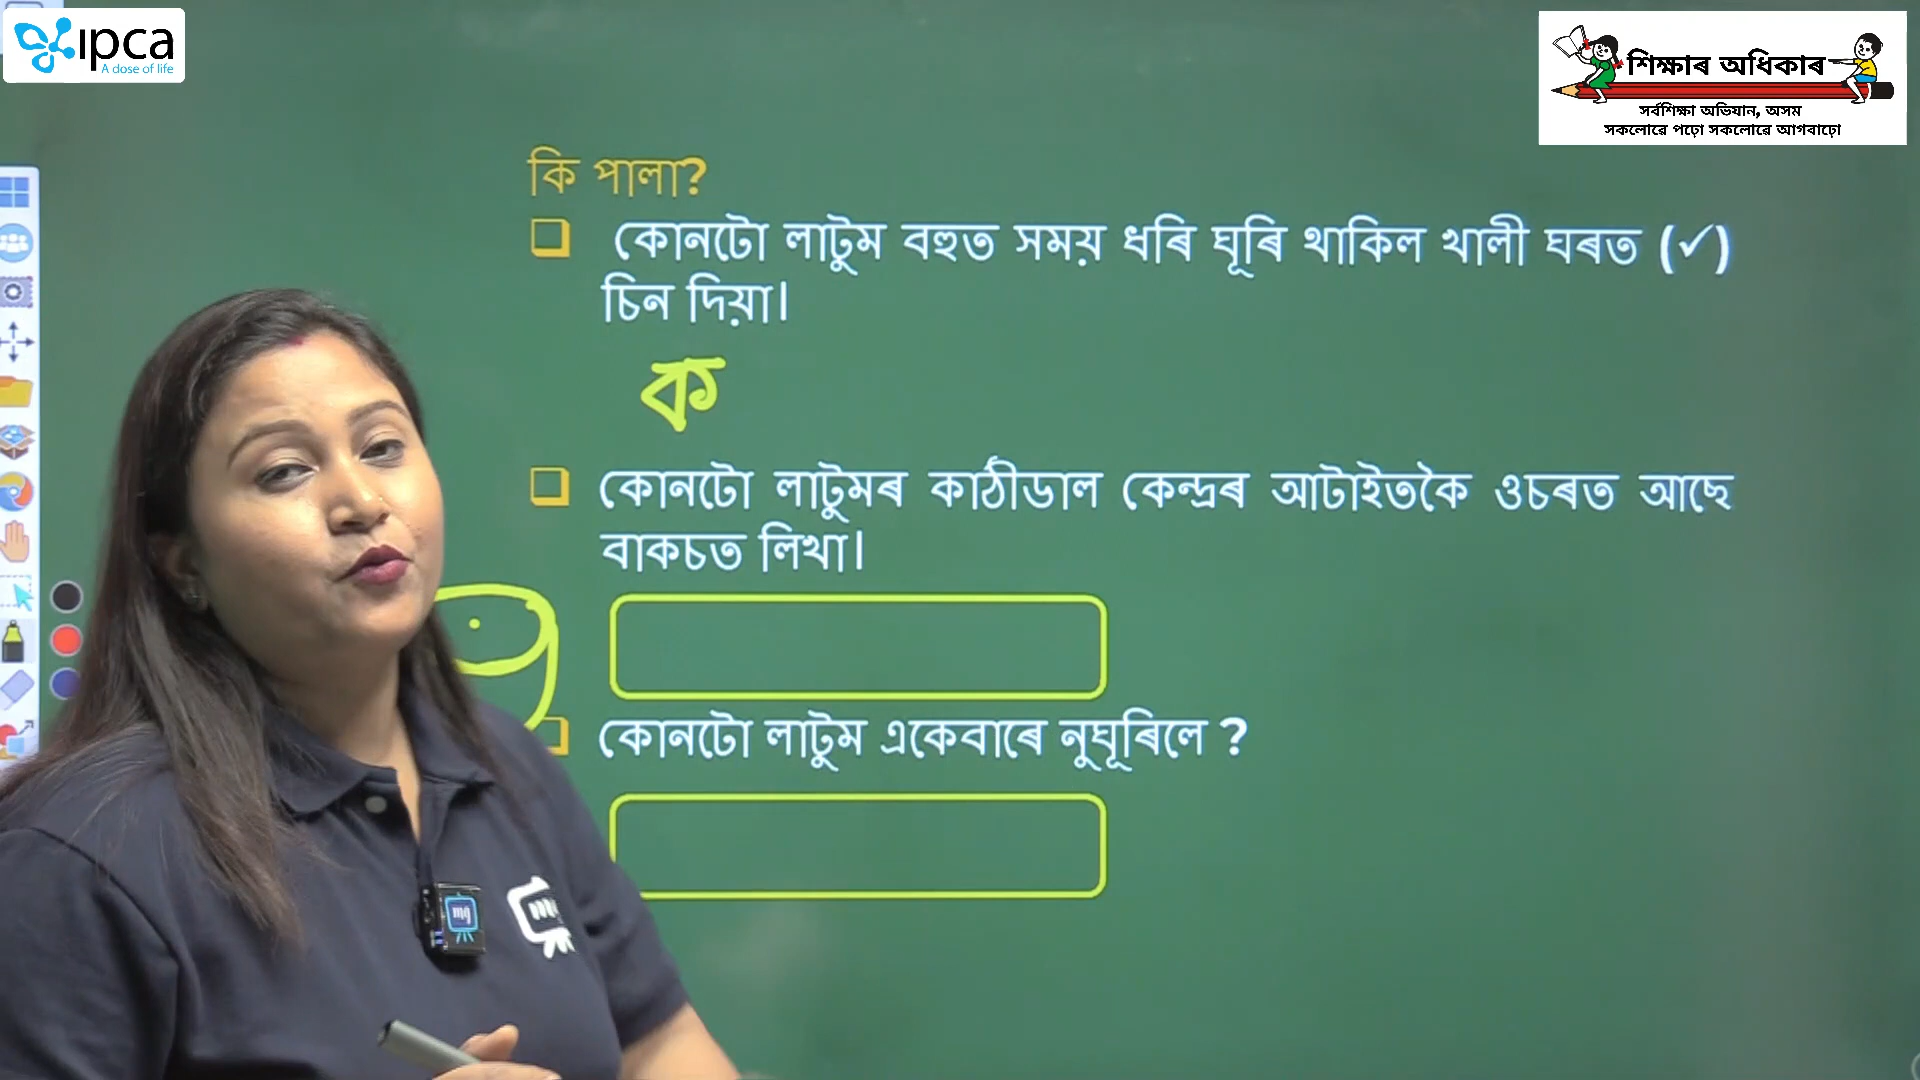 ipca
A dose of life
শিক্ষাৰ অধিকাৰ
সৰ্বশিক্ষা অভিযান, অসম
সকলোৱে পঢ়ো সকলোৱে আগবাঢ়ো
কি পালা?
কোনটো লাটুম বহুত সময় ধৰি ঘূৰি থাকিল খালী ঘৰত (✓)
চিন দিয়া।
ক
কোনটো লাটুমৰ কাঠীডাল কেন্দ্ৰৰ আটাইতকৈ ওচৰত আছে
বাকচত লিখা।
কোনটো লাটুম একেবাৰে নুঘূৰিলে ?
mg